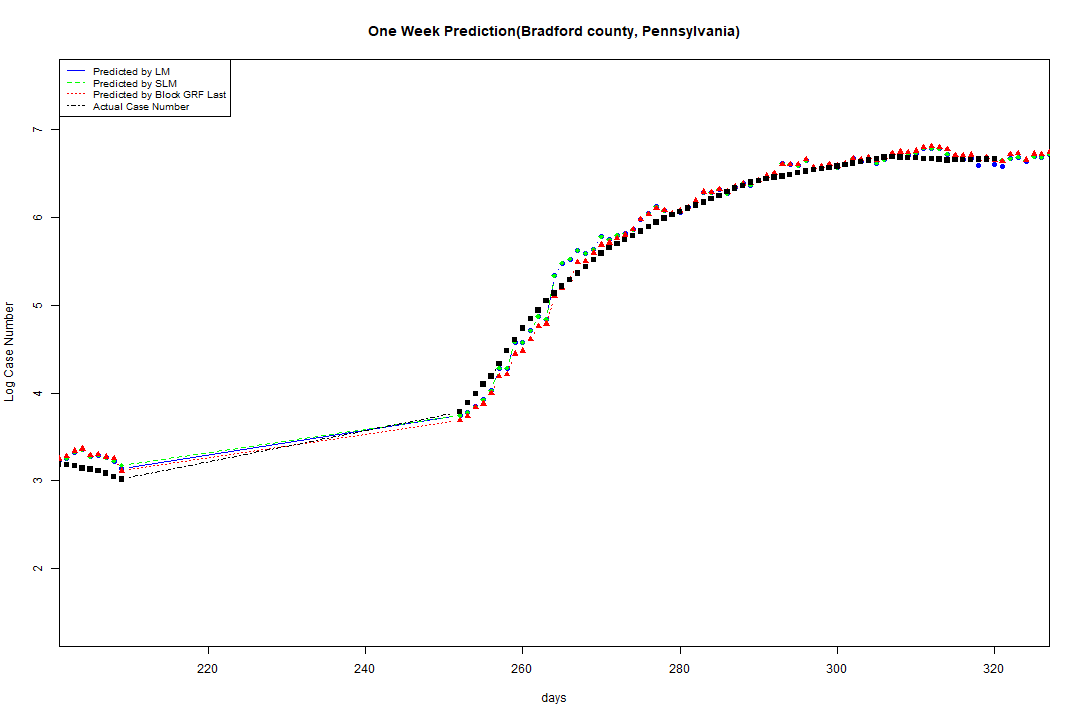 One Week Prediction(Bradford county, Pennsylvania)
Predicted by LM
Predicted by SLM
Predicted by Block GRF Last
Actual Case Number
7
6
5
4
3
2
Log Case Number
220 240 260 280 300 320
days